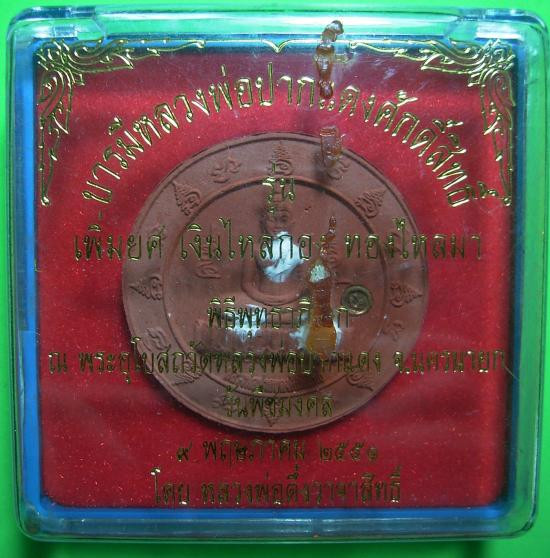 บารมีหลวงพ่อปากแดงศักดิ์สิทธิ์
รุ่น
เพิ่มยศ เงินไหลกอง ทองไหลมา
พิธีพุทธาภิเษก
ณ พระอุโบสถวัดหลวงพ่อปากแดง จ.นครนายก
วันพืชมงคล
๙ พฤษภาคม ๒๕๕๑
โดย หลวงพ่อตึ๋งวาจาสิทธิ์